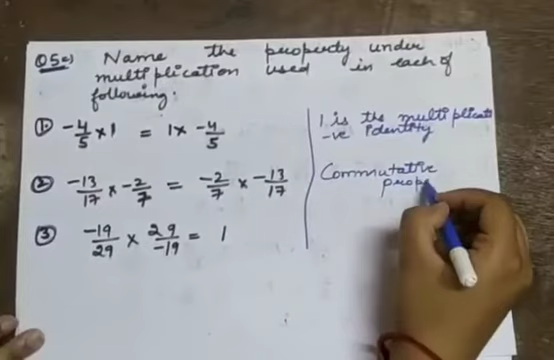 Q5a) Name the property under
multiplication used in each of
following.
1. -4/5 × 1 = 1 × -4/5
1 is the multiplicati
-ve Identity
2 -13/17 × -2/7 = -2/7 × -13/17
Commutative
prope
3 -19/29 × 29/-19 = 1